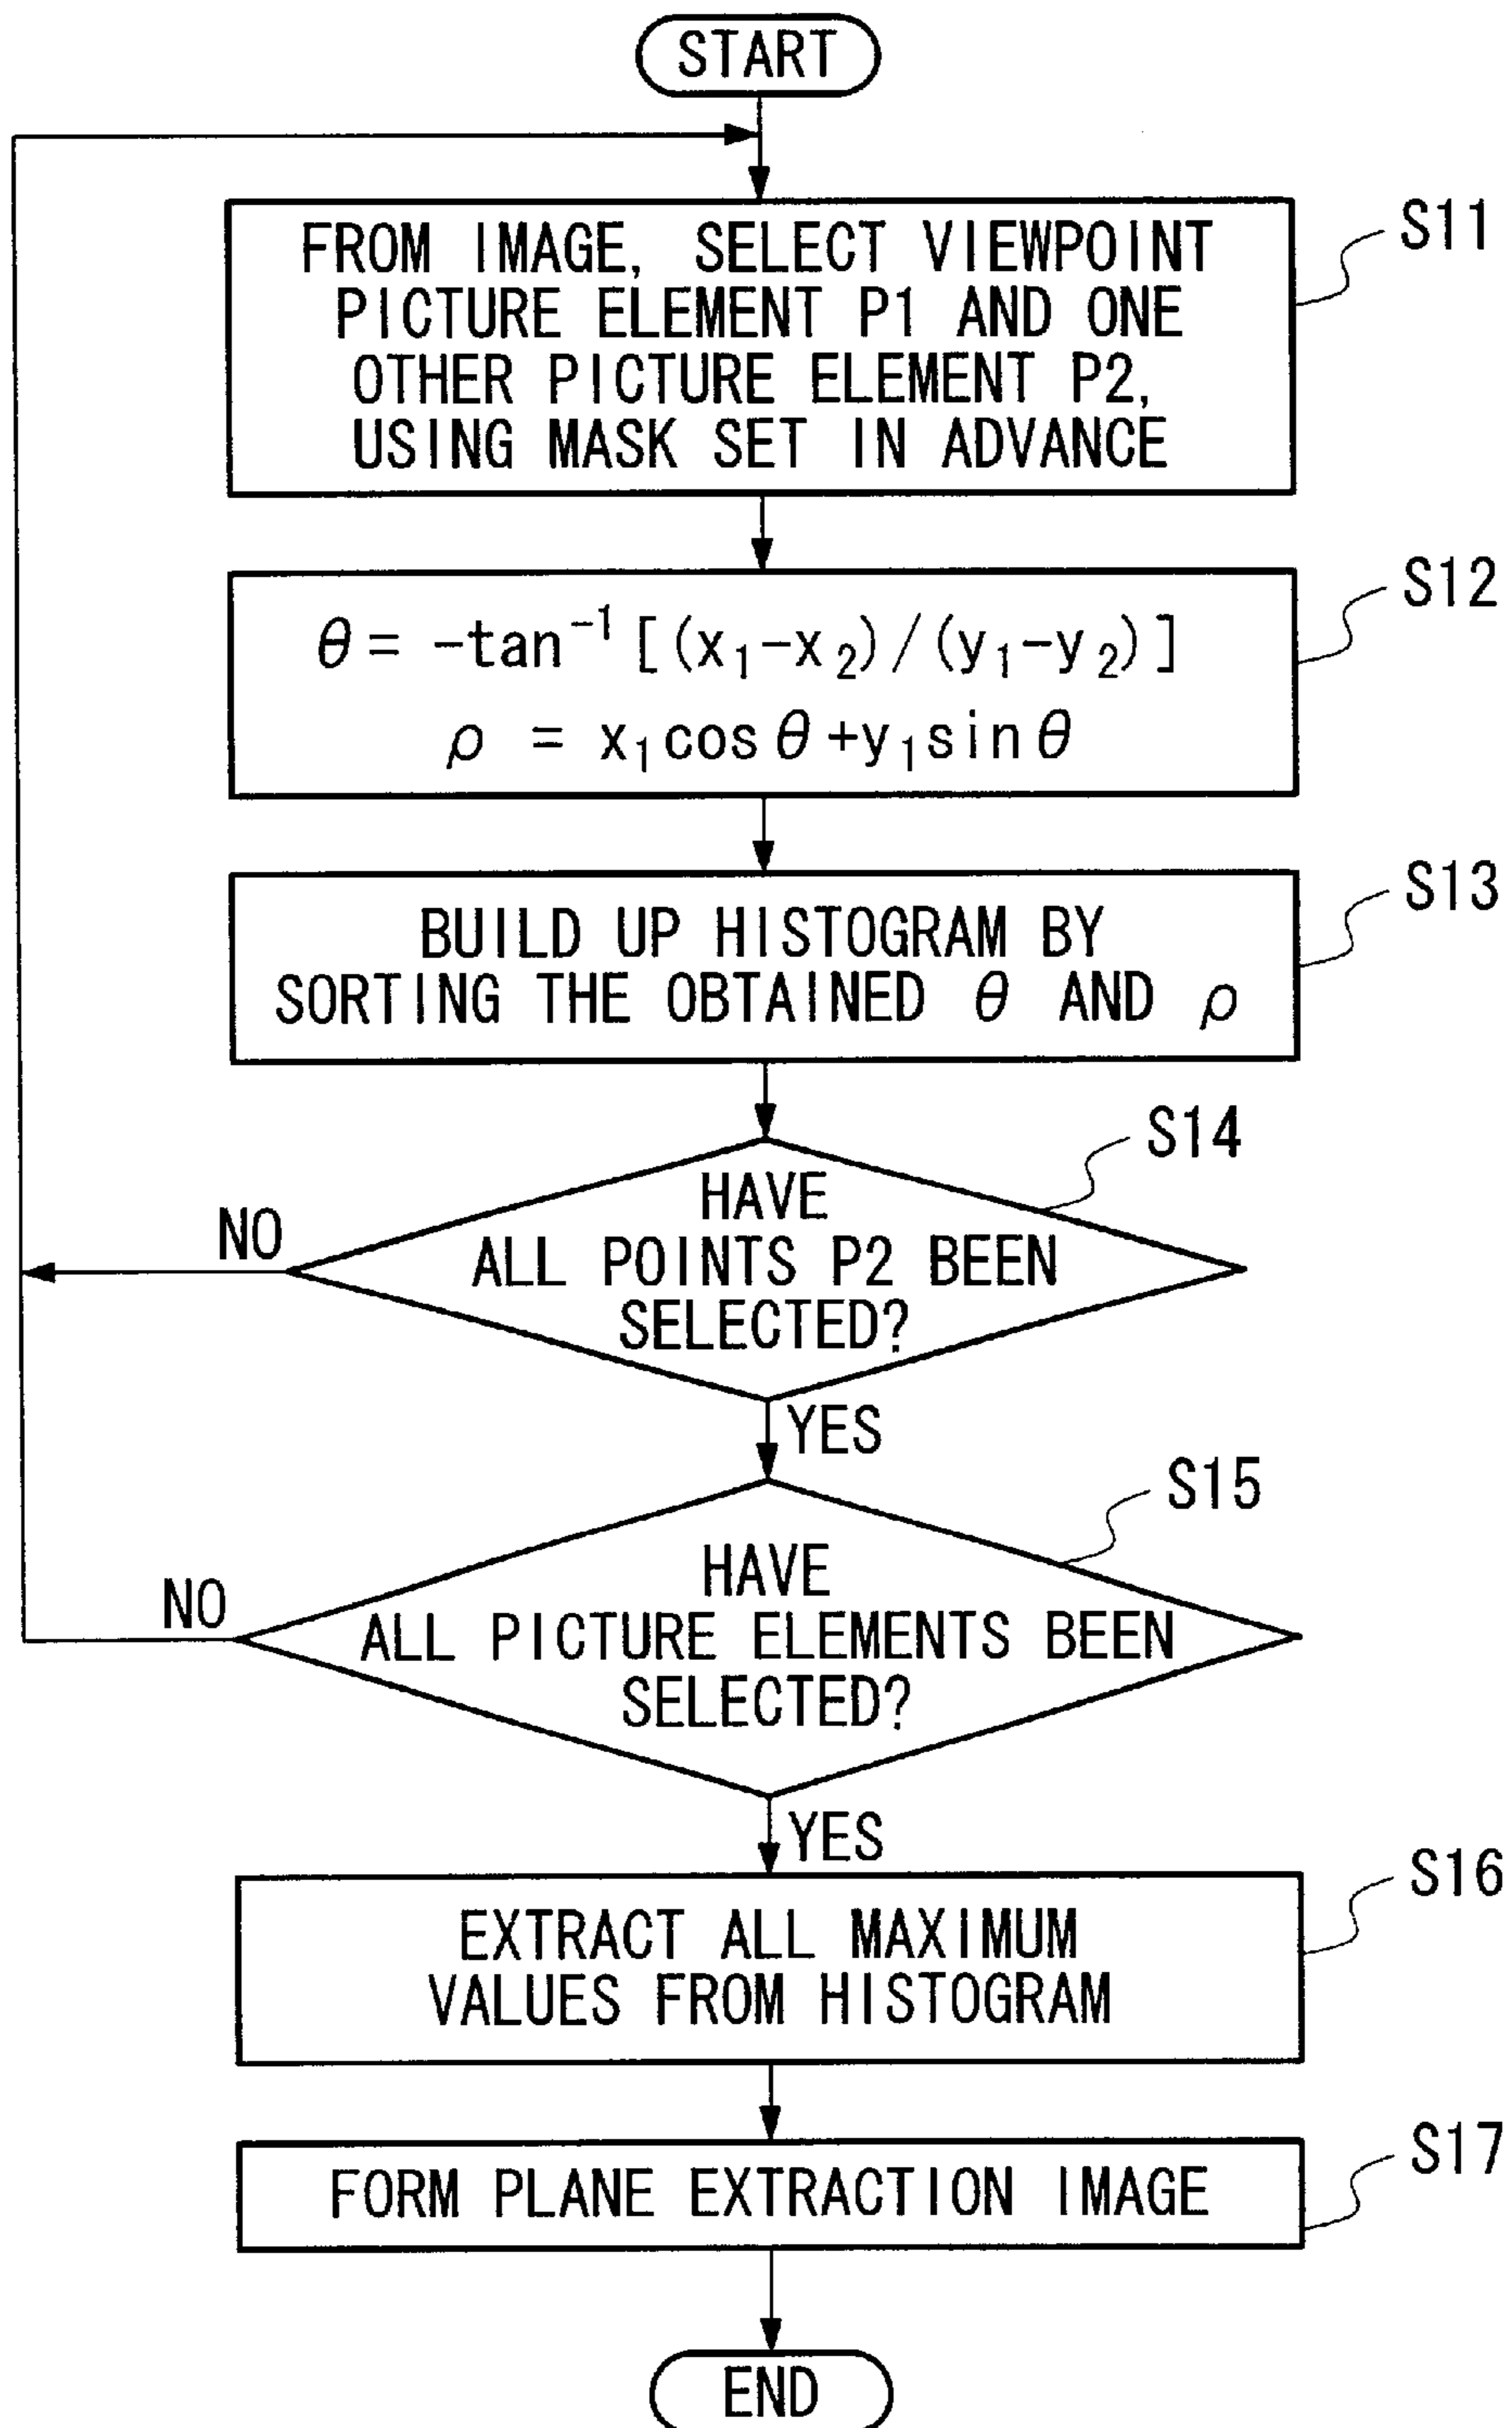 START
FROM IMAGE, SELECT VIEWPOINT
PICTURE ELEMENT P1 AND ONE
OTHER PICTURE ELEMENT P2,
USING MASK SET IN ADVANCE
S11
θ = -tan⁻¹ [(x₁-x₂)/(y₁-y₂)]
ρ = x₁cosθ+y₁sinθ
S12
BUILD UP HISTOGRAM BY
SORTING THE OBTAINED θ AND ρ
S13
HAVE
ALL POINTS P2 BEEN
SELECTED?
S14
NO
YES
HAVE
ALL PICTURE ELEMENTS BEEN
SELECTED?
S15
NO
YES
EXTRACT ALL MAXIMUM
VALUES FROM HISTOGRAM
S16
FORM PLANE EXTRACTION IMAGE
S17
END